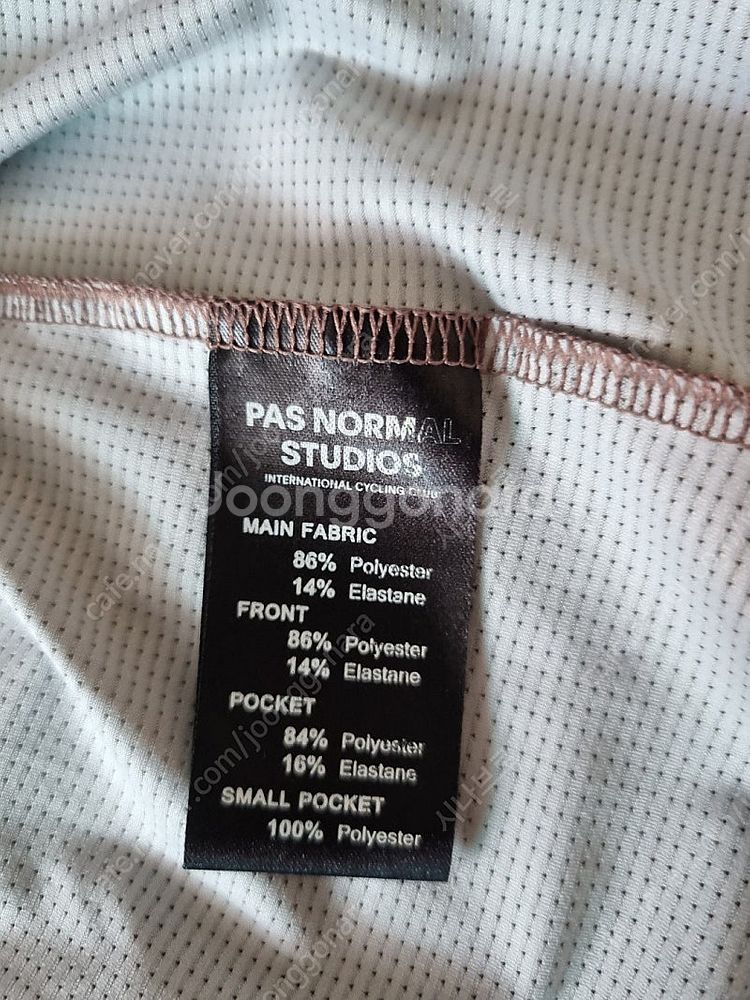 PAS NORMAL
STUDIOS
INTERNATIONAL CYCLING CLUB
Joonggonara
MAIN FABRIC
86% Polyester
14% Elastane
FRONT
86% Polyester
14% Elastane
POCKET
84% Polyester
16% Elastane
SMALL POCKET
100% Polyester